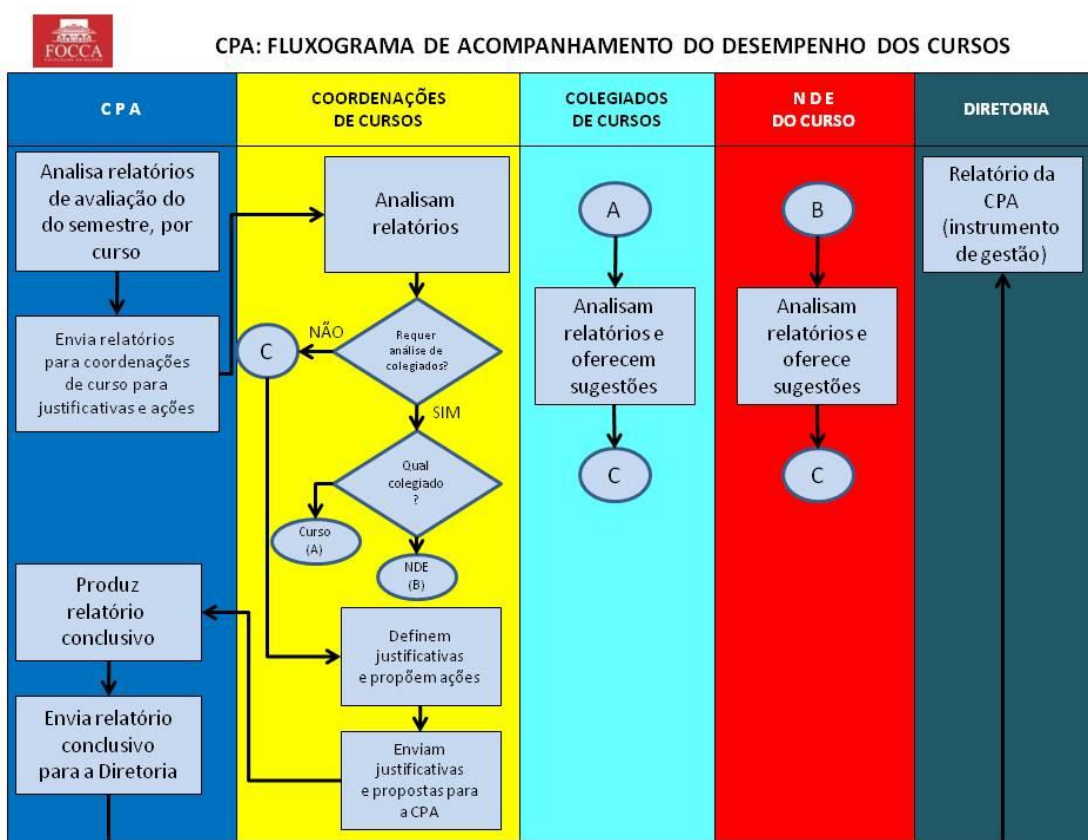 FOCCA
CPA: FLUXOGRAMA DE ACOMPANHAMENTO DO DESEMPENHO DOS CURSOS
C P A
COORDENAÇÕES
DE CURSOS
COLEGIADOS
DE CURSOS
N D E
DO CURSO
DIRETORIA
Analisa relatórios
de avaliação do
do semestre, por
curso
Envia relatórios
para coordenações
de curso para
justificativas e ações
Produz
relatório
conclusivo
Envia relatório
conclusivo
para a Diretoria
Analisam
relatórios
Requer
análise de
colegiados?
NÃO
C
SIM
Qual
colegiado
?
Curso
(A)
NDE
(B)
Definem
justificativas
e propõem ações
Enviam
justificativas
e propostas para
a CPA
A
Analisam
relatórios e
oferecem
sugestões
C
B
Analisam
relatórios e
oferece
sugestões
C
Relatório da
CPA
(instrumento
de gestão)